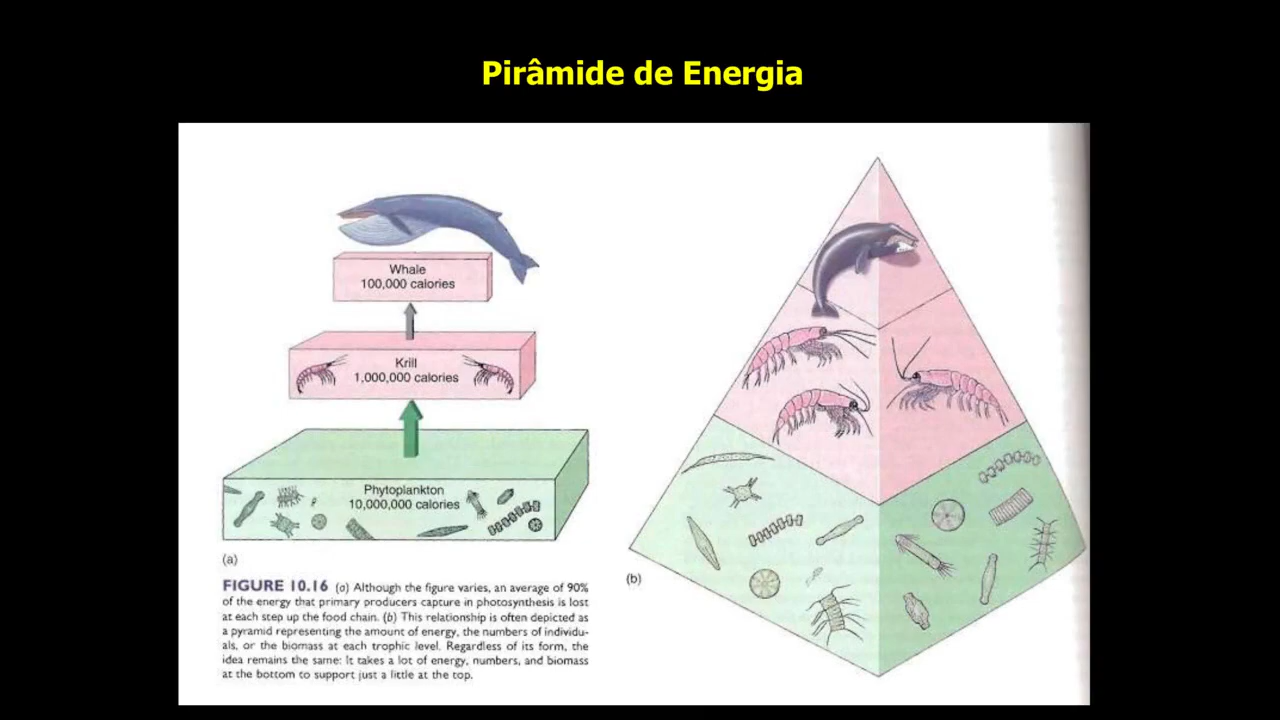 Pirâmide de Energia
Whale
100,000 calories
Krill
1,000,000 calories
Phytoplankton
10,000,000 calories
(a)
(b)
FIGURE 10.16 (a) Although the figure varies, an average of 90%
of the energy that primary producers capture in photosynthesis is lost
at each step up the food chain. (b) This relationship is often depicted as
a pyramid representing the amount of energy, the numbers of individu-
als, or the biomass at each trophic level. Regardless of its form, the
idea remains the same: It takes a lot of energy, numbers, and biomass
at the bottom to support just a little at the top.